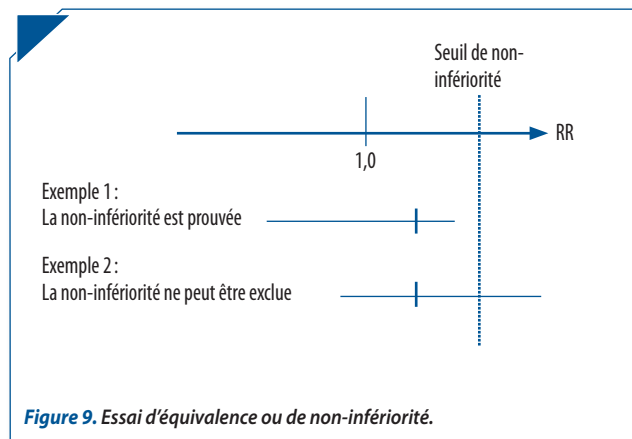 Seuil de non-
infériorité
RR
1,0
Exemple 1 :
La non-infériorité est prouvée
Exemple 2 :
La non-infériorité ne peut être exclue
Figure 9. Essai d’équivalence ou de non-infériorité.